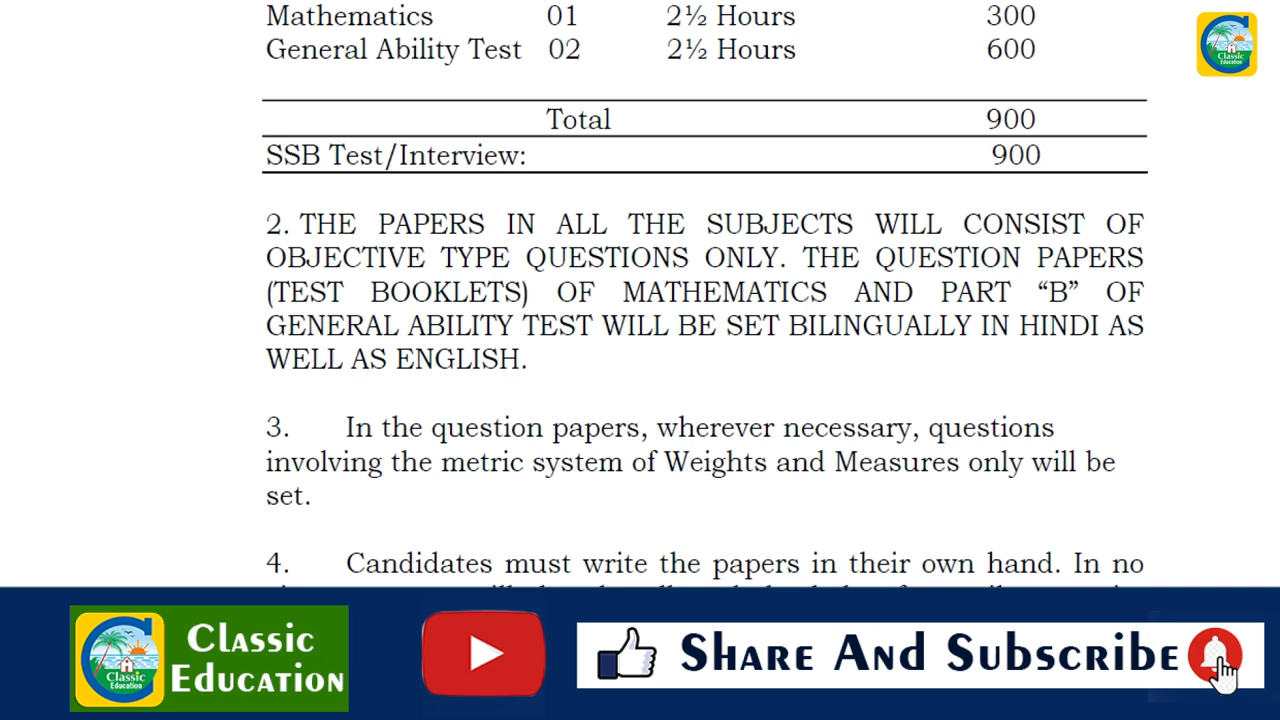 Mathematics 01 2½ Hours 300
General Ability Test 02 2½ Hours 600
Total 900
SSB Test/Interview: 900
2. THE PAPERS IN ALL THE SUBJECTS WILL CONSIST OF
OBJECTIVE TYPE QUESTIONS ONLY. THE QUESTION PAPERS
(TEST BOOKLETS) OF MATHEMATICS AND PART “B” OF
GENERAL ABILITY TEST WILL BE SET BILINGUALLY IN HINDI AS
WELL AS ENGLISH.
3. In the question papers, wherever necessary, questions
involving the metric system of Weights and Measures only will be
set.
4. Candidates must write the papers in their own hand. In no
Classic
Education
Classic
Education
Classic
Education
Share And Subscribe